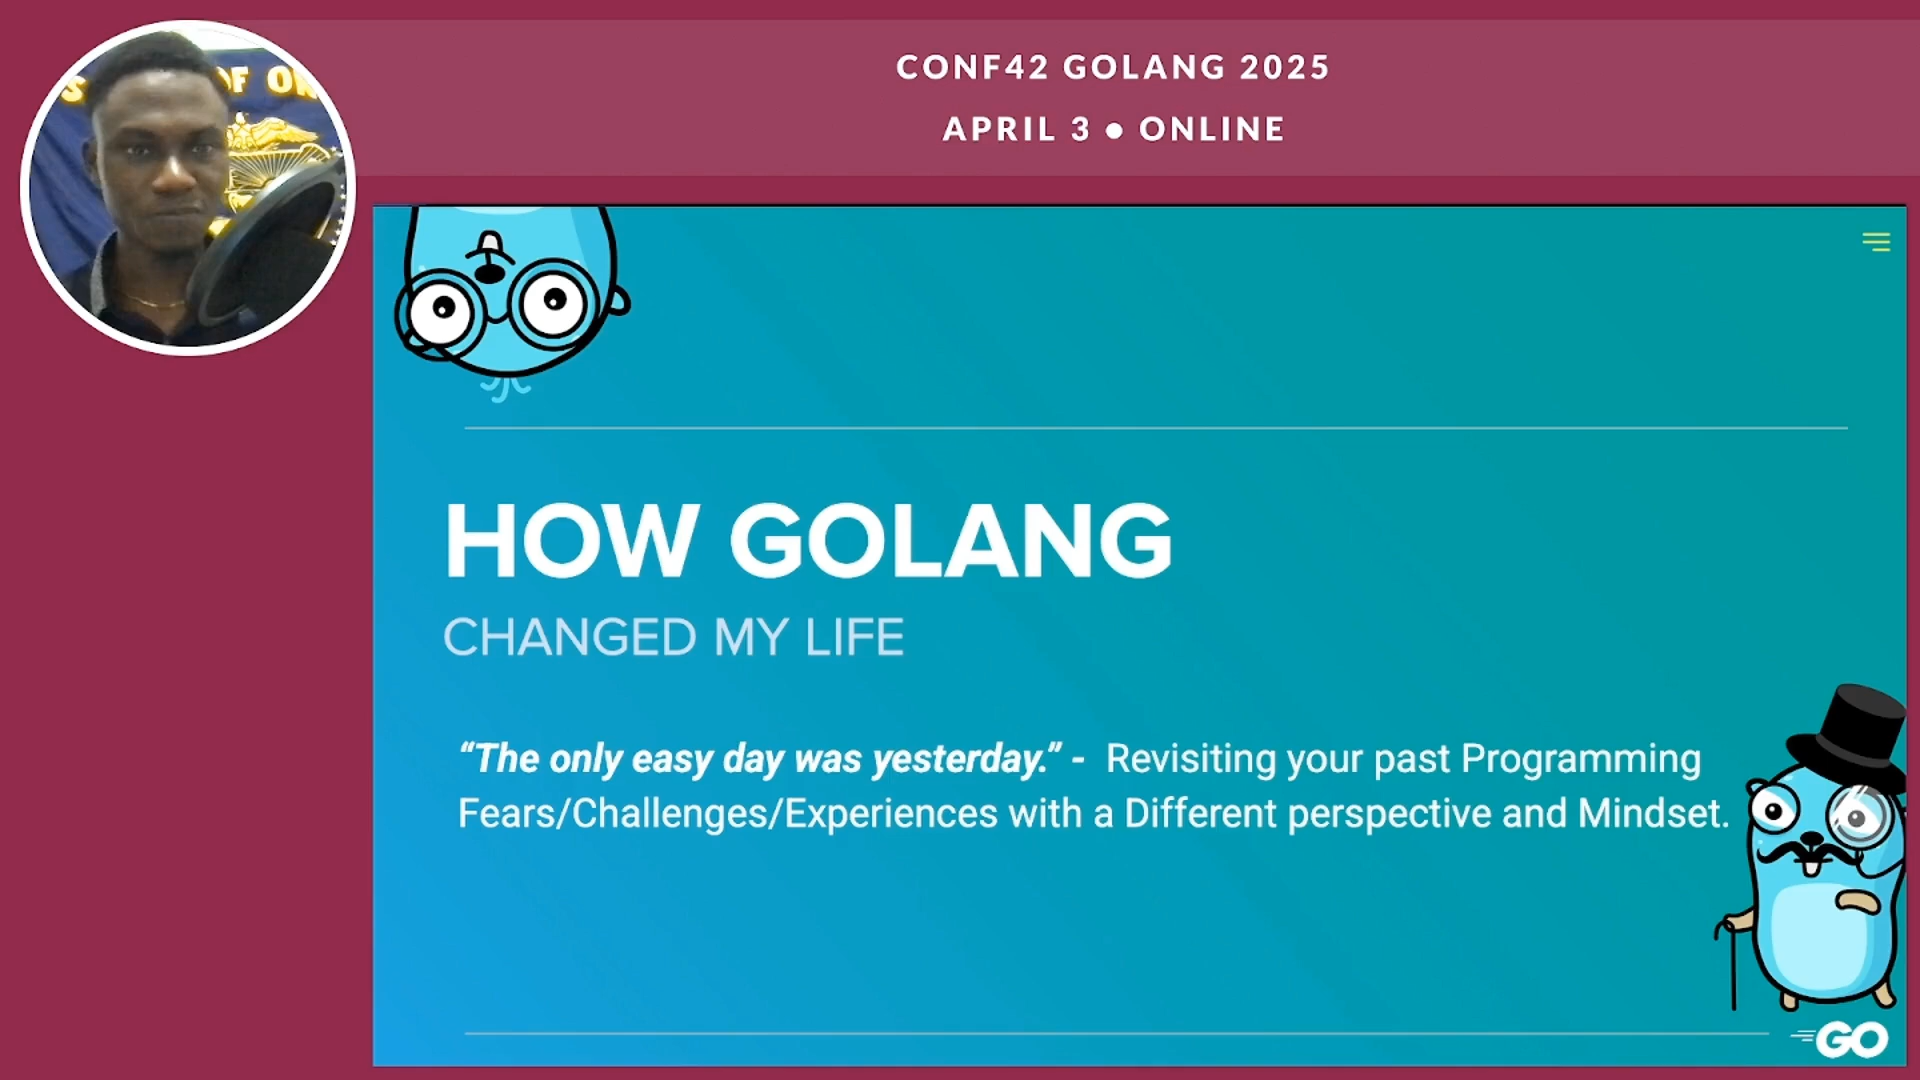 CONF42 GOLANG 2025
APRIL 3 ● ONLINE
OF
HOW GOLANG
CHANGED MY LIFE
“The only easy day was yesterday.” - Revisiting your past Programming
Fears/Challenges/Experiences with a Different perspective and Mindset.
GO